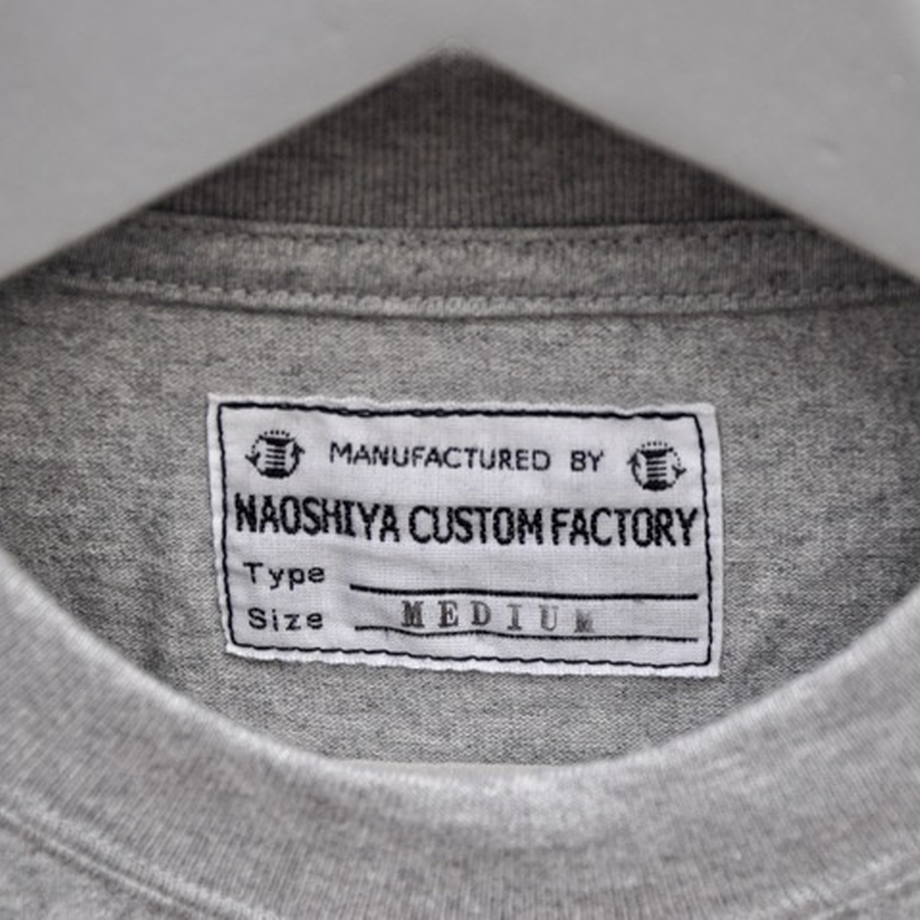 MANUFACTURED BY
NAOSHIYA CUSTOM FACTORY
Type
Size MEDIUM